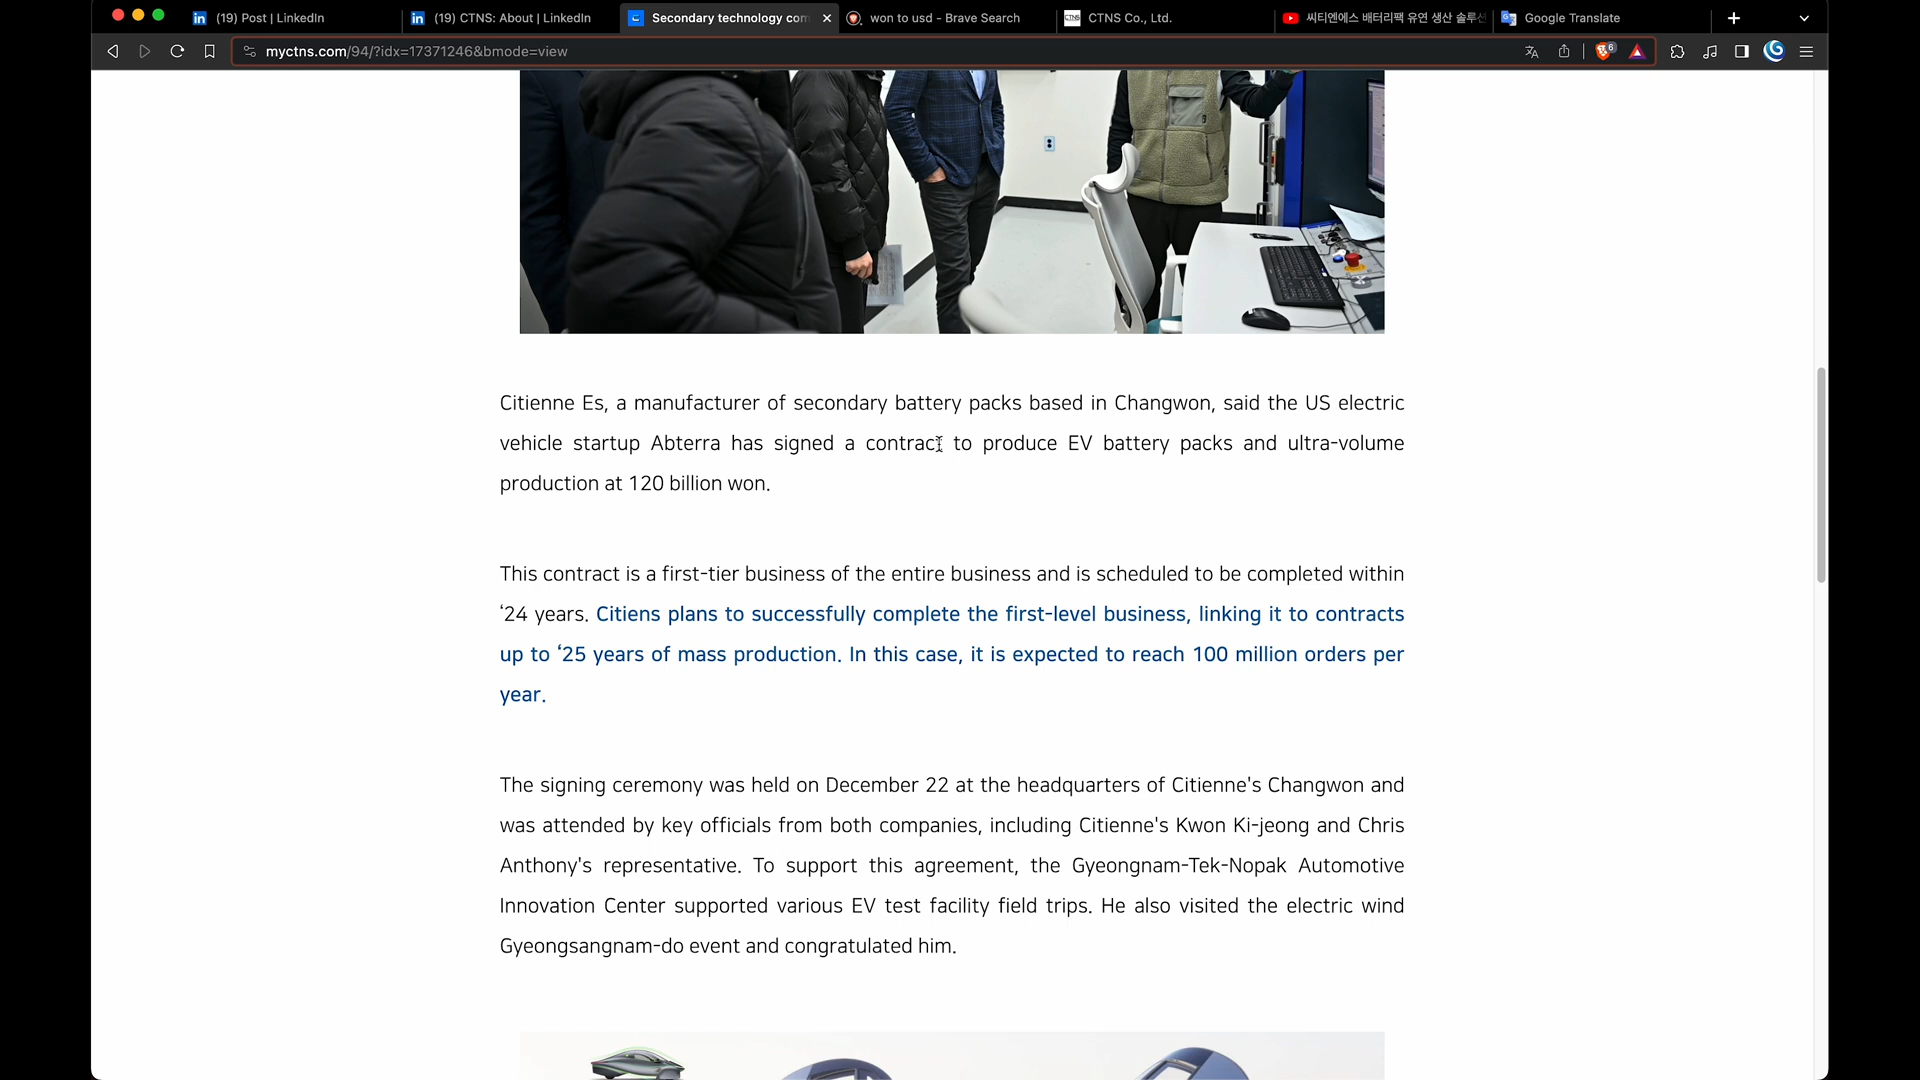 (19) Post | LinkedIn
(19) CTNS: About | LinkedIn
Secondary technology com
won to usd - Brave Search
CTNS Co., Ltd.
씨티엔에스 배터리팩 유연 생산 솔루션
Google Translate
myctns.com/94/?idx=17371246&bmode=view
6
Citienne Es, a manufacturer of secondary battery packs based in Changwon, said the US electric
vehicle startup Abterra has signed a contract to produce EV battery packs and ultra-volume
production at 120 billion won.
This contract is a first-tier business of the entire business and is scheduled to be completed within
‘24 years. Citiens plans to successfully complete the first-level business, linking it to contracts
up to ‘25 years of mass production. In this case, it is expected to reach 100 million orders per
year.
The signing ceremony was held on December 22 at the headquarters of Citienne's Changwon and
was attended by key officials from both companies, including Citienne's Kwon Ki-jeong and Chris
Anthony's representative. To support this agreement, the Gyeongnam-Tek-Nopak Automotive
Innovation Center supported various EV test facility field trips. He also visited the electric wind
Gyeongsangnam-do event and congratulated him.